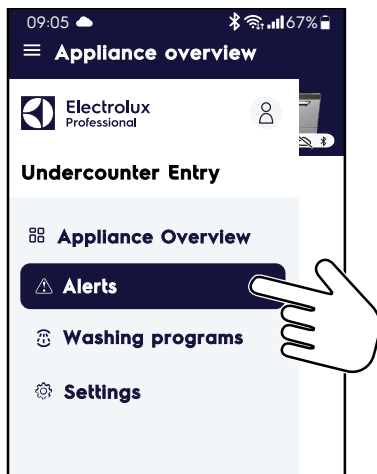 09:05 67%
Appliance overview
Electrolux
Professional
Undercounter Entry
Appliance Overview
Alerts
Washing programs
Settings